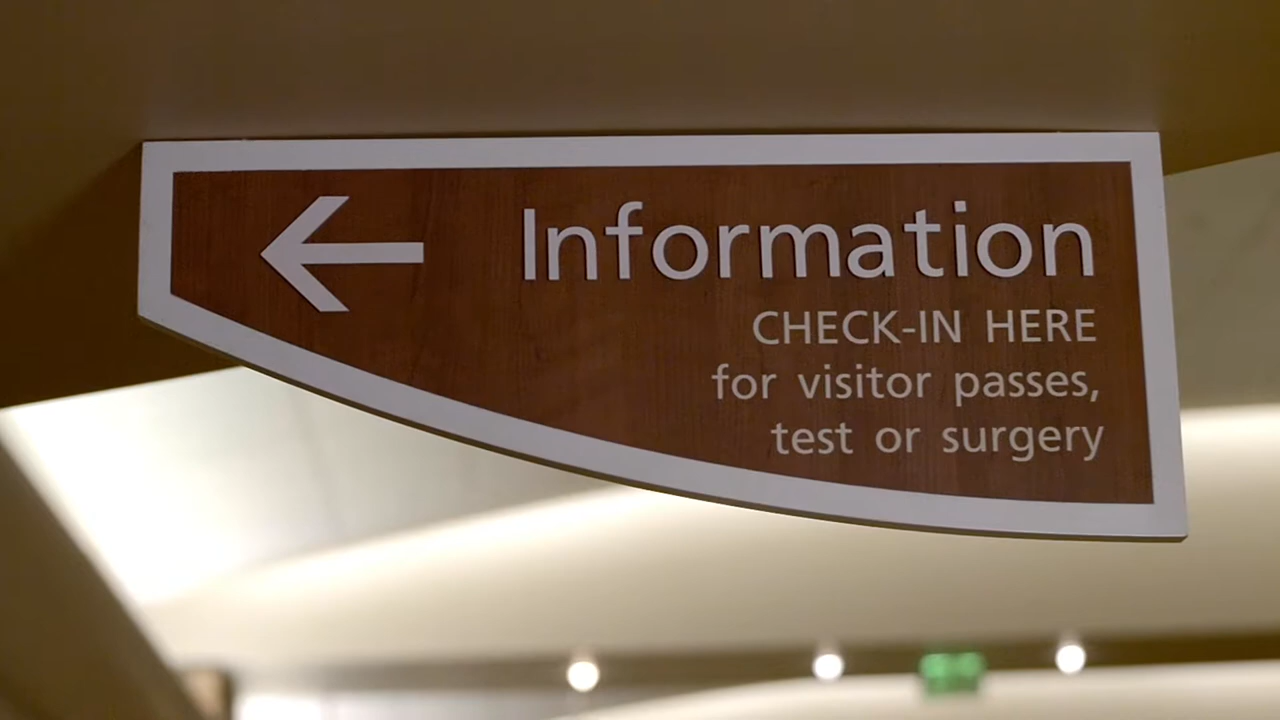 Information
CHECK-IN HERE
for visitor passes,
test or surgery